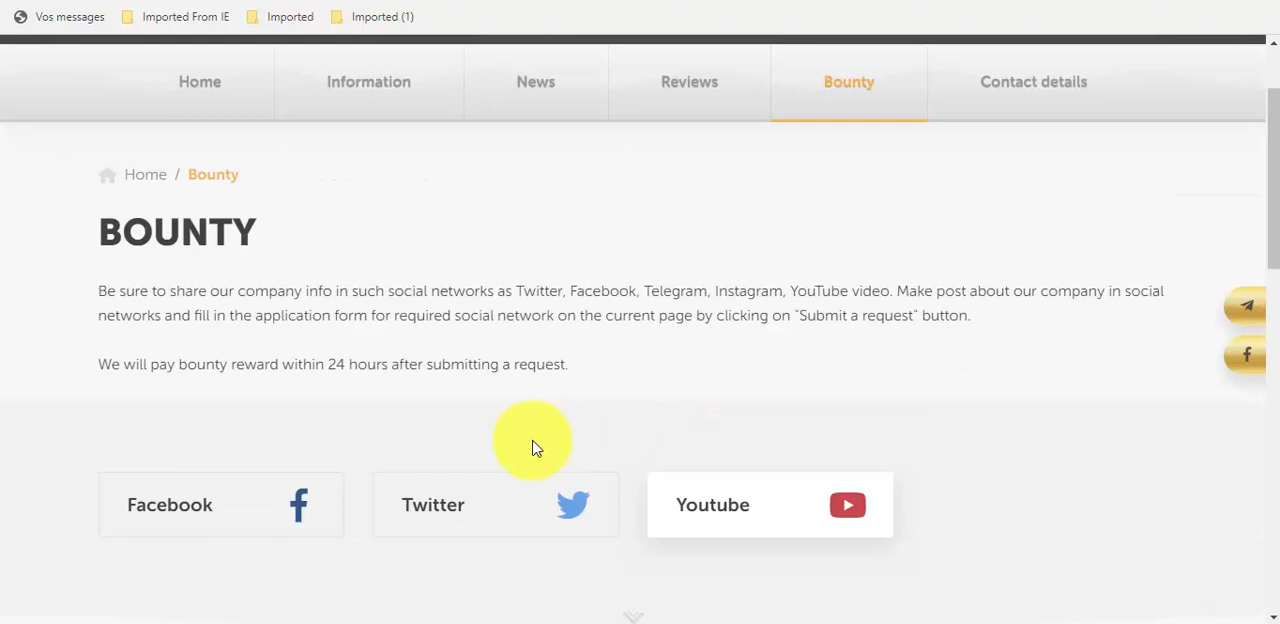 Vos messages Imported From IE Imported Imported (1)
Home Information News Reviews Bounty Contact details
Home / Bounty
BOUNTY
Be sure to share our company info in such social networks as Twitter, Facebook, Telegram, Instagram, YouTube video. Make post about our company in social
networks and fill in the application form for required social network on the current page by clicking on "Submit a request" button.
We will pay bounty reward within 24 hours after submitting a request.
Facebook Twitter Youtube